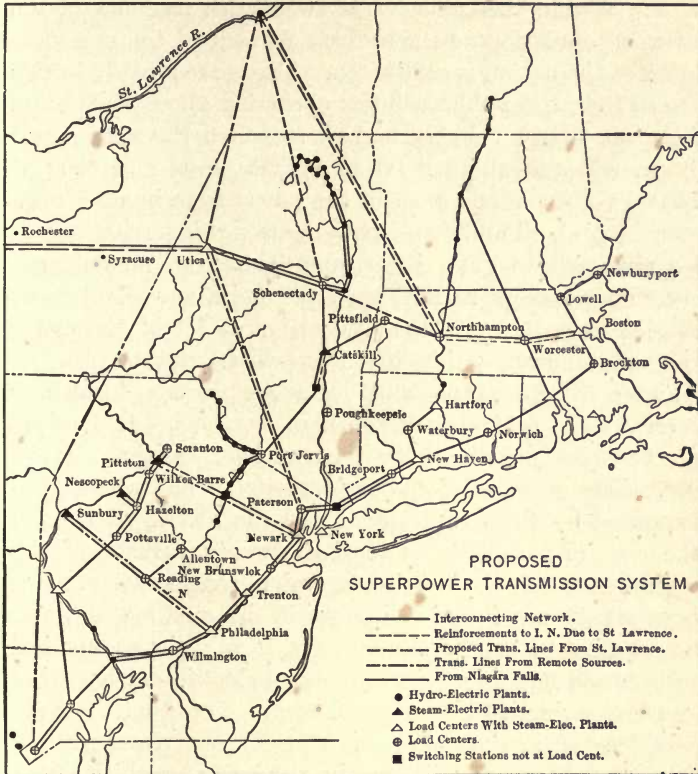 St. Lawrence R.
Rochester
Syracuse
Utica
Schenectady
Newburyport
Lowell
Pittsfield
Northhampton
Boston
Worcester
Catskill
Brockton
Poughkeepsie
Hartford
Waterbury
Norwich
Scranton
Port Jervis
Pittston
Wilkes Barre
Bridgeport
New Haven
Nescopeck
Paterson
Sunbury
Hazelton
Newark
New York
Pottsville
Allentown
New Brunswick
Reading
N
Trenton
Philadelphia
Wilmington
PROPOSED
SUPERPOWER TRANSMISSION SYSTEM
Interconnecting Network.
Reinforcements to I. N. Due to St Lawrence.
Proposed Trans. Lines From St. Lawrence.
Trans. Lines From Remote Sources.
From Niagara Falls.
Hydro-Electric Plants.
Steam-Electric Plants.
Load Centers With Steam-Elec. Plants.
Load Centers.
Switching Stations not at Load Cent.